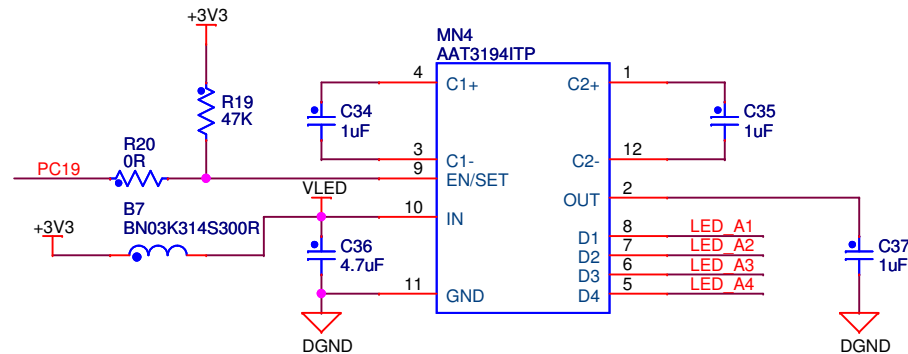 +3V3
MN4
AAT3194ITP
4
C1+
C2+
1
R19
47K
C34
1uF
C35
1uF
R20
0R
3
C1-
C2-
12
PC19
9
EN/SET
VLED
OUT
2
B7
BN03K314S300R
10
IN
+3V3
D1
8
LED_A1
D2
7
LED_A2
C36
4.7uF
D3
6
LED_A3
C37
1uF
11
GND
D4
5
LED_A4
DGND
DGND